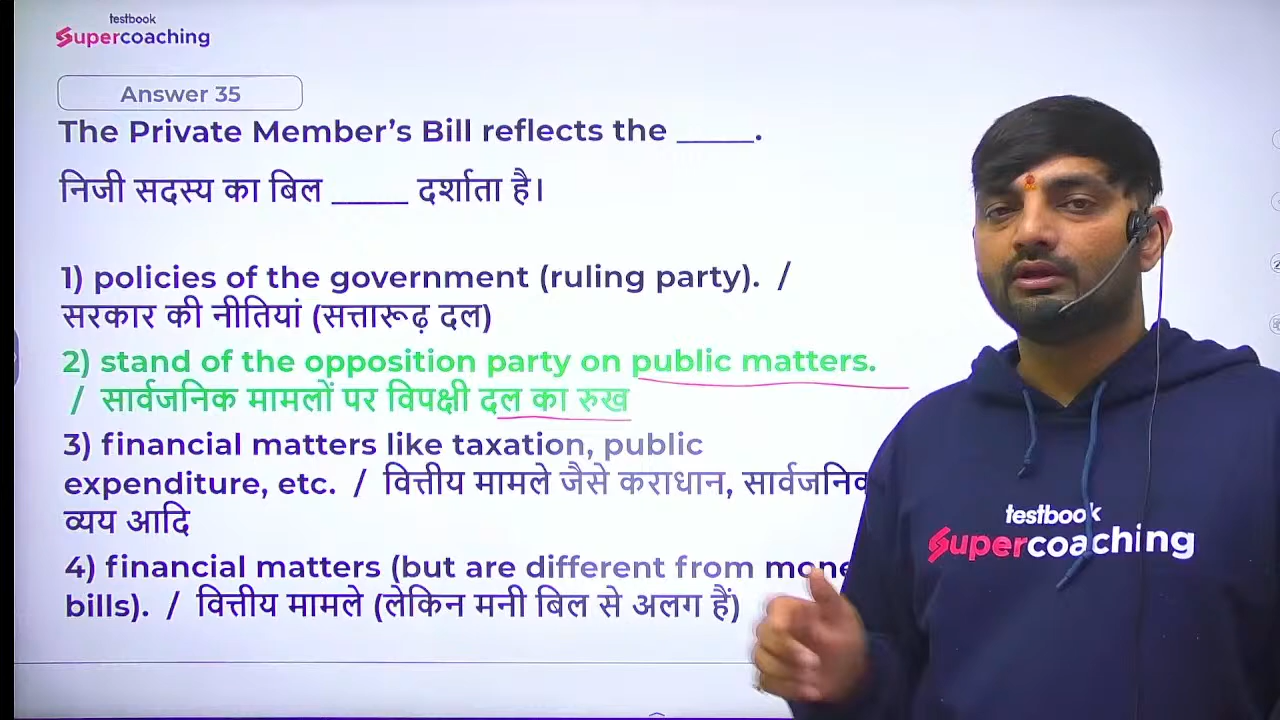 testbook
Supercoaching
Answer 35
The Private Member's Bill reflects the _____.
निजी सदस्य का बिल _____ दर्शाता है।
1) policies of the government (ruling party). /
सरकार की नीतियां (सत्तारूढ़ दल)
2) stand of the opposition party on public matters.
/ सार्वजनिक मामलों पर विपक्षी दल का रुख
3) financial matters like taxation, public
expenditure, etc. / वित्तीय मामले जैसे कराधान, सार्वजनिक
व्यय आदि
4) financial matters (but are different from
bills). / वित्तीय मामले (लेकिन मनी बिल से अलग हैं)
testbook
Supercoaching